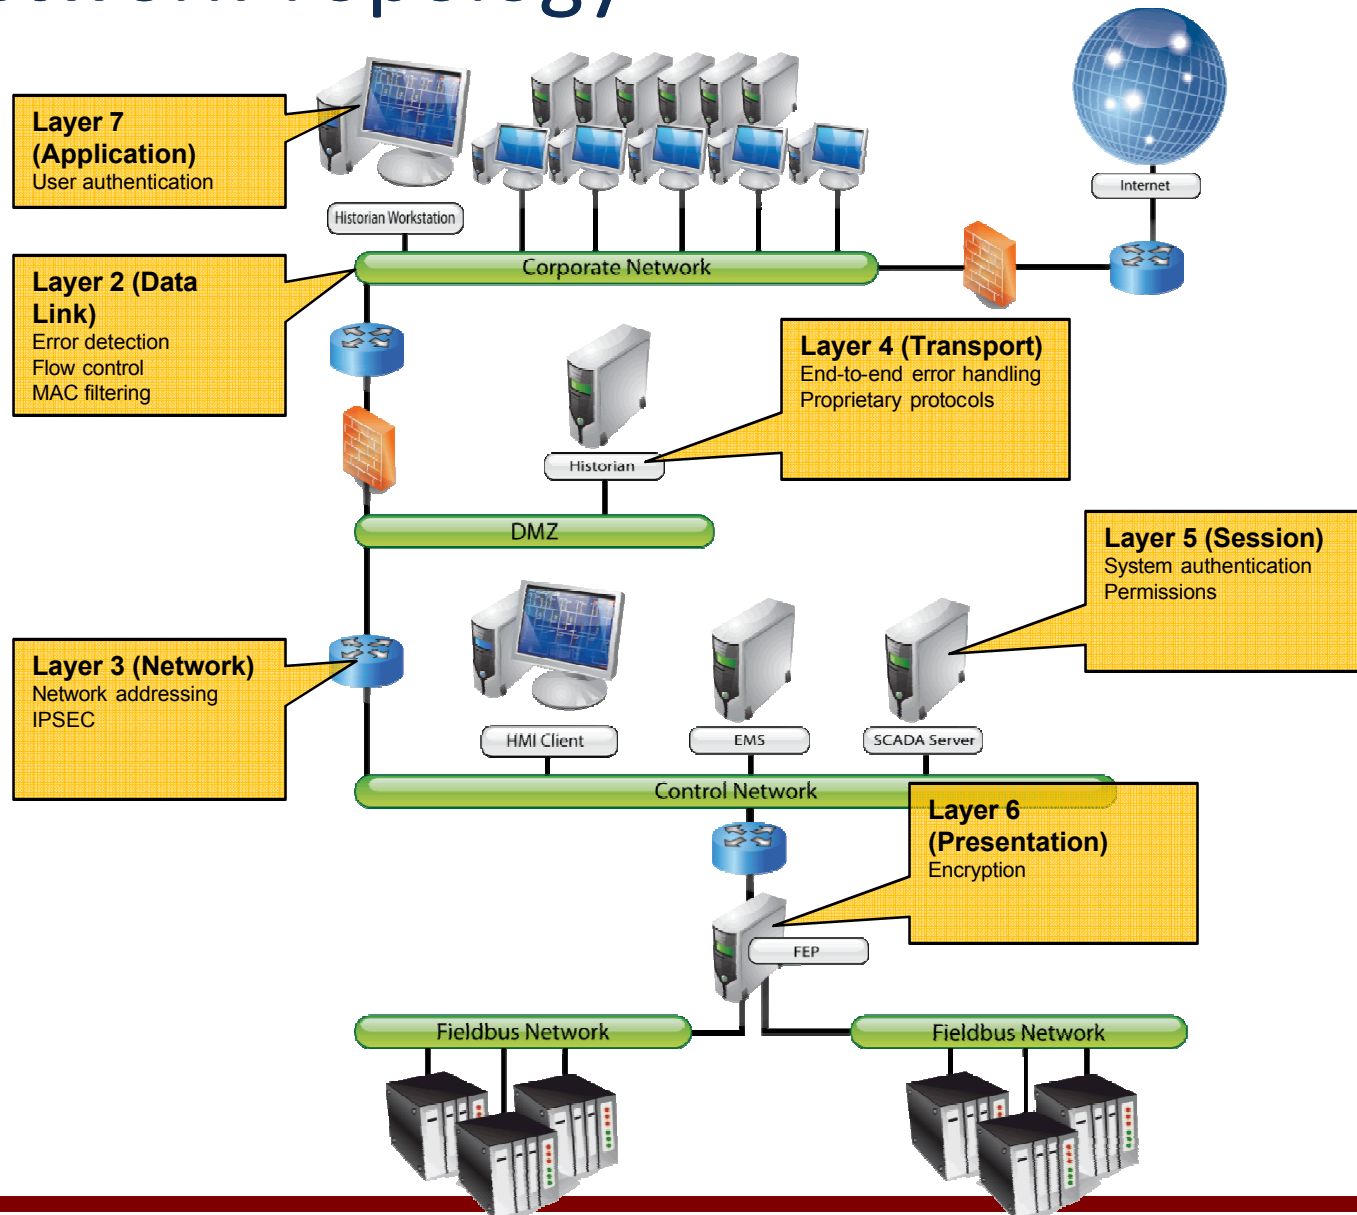 Topology
Layer 7
(Application)
User authentication
Historian Workstation
Internet
Corporate Network
Layer 2 (Data
Link)
Error detection
Flow control
MAC filtering
Layer 4 (Transport)
End-to-end error handling
Proprietary protocols
Historian
DMZ
Layer 5 (Session)
System authentication
Permissions
Layer 3 (Network)
Network addressing
IPSEC
HMI Client
EMS
SCADA Server
Control Network
Layer 6
(Presentation)
Encryption
FEP
Fieldbus Network
Fieldbus Network